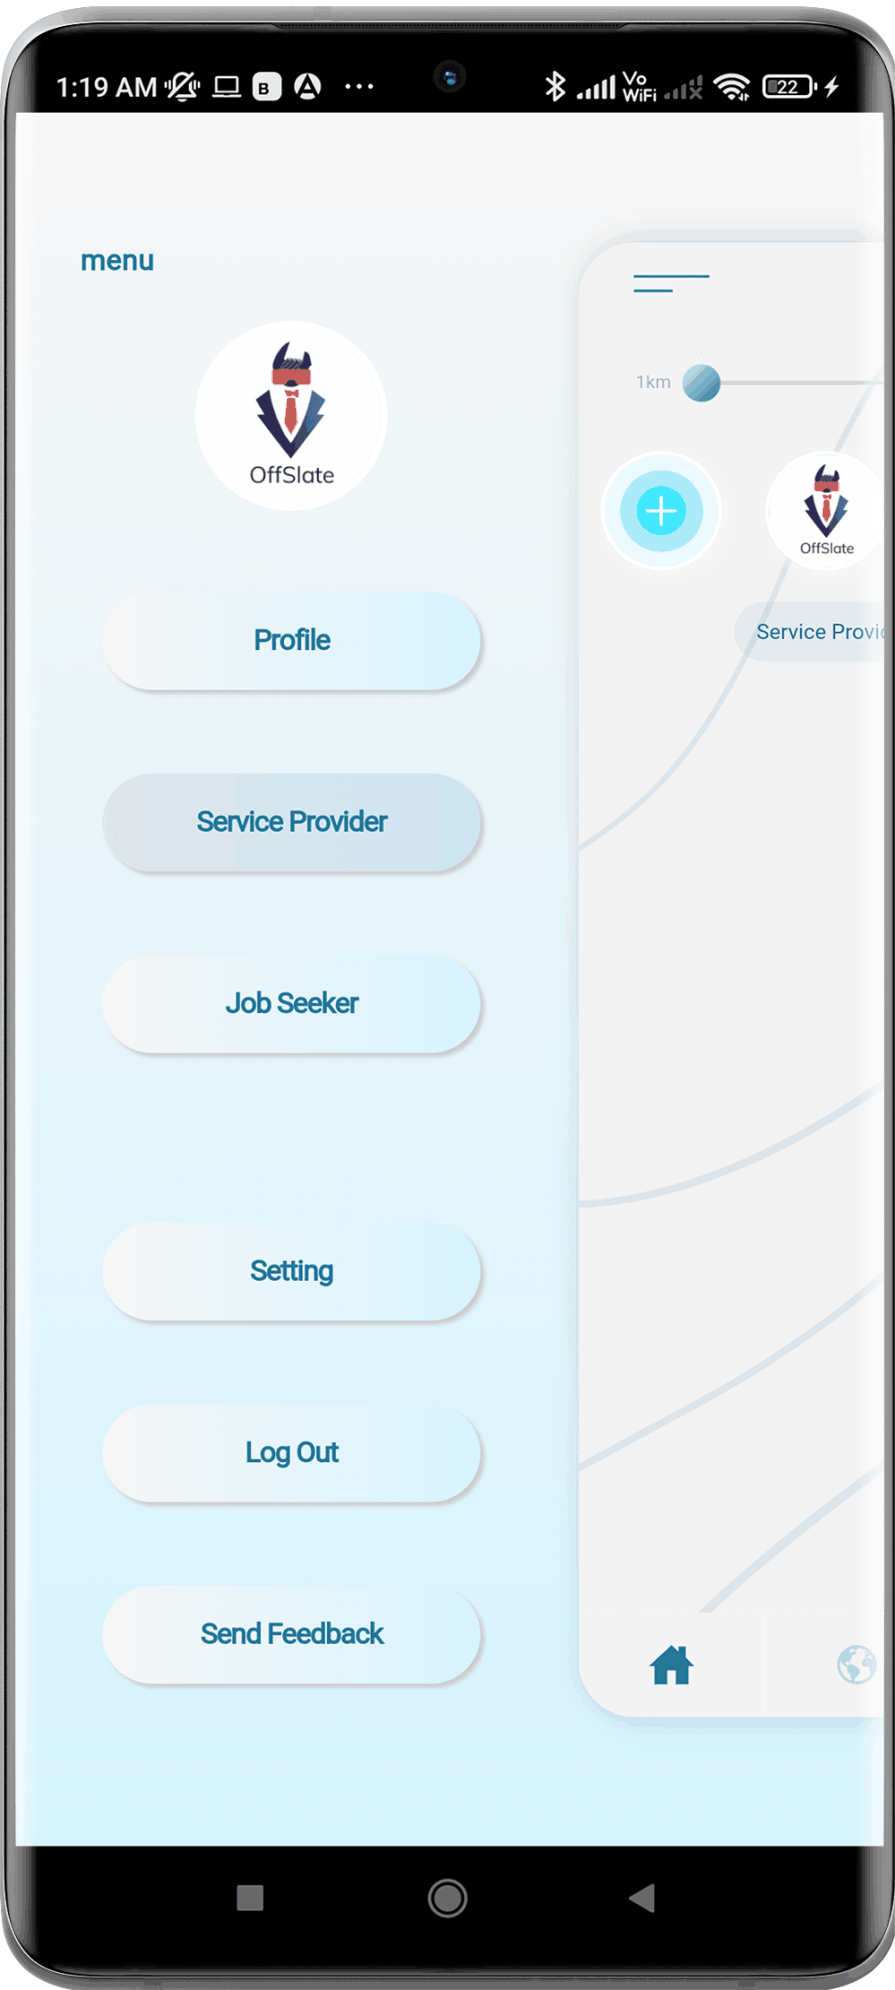 1:19 AM
B
Vo
WiFi
22
menu
OffSlate
1km
OffSlate
Service Provi
Profile
Service Provider
Job Seeker
Setting
Log Out
Send Feedback